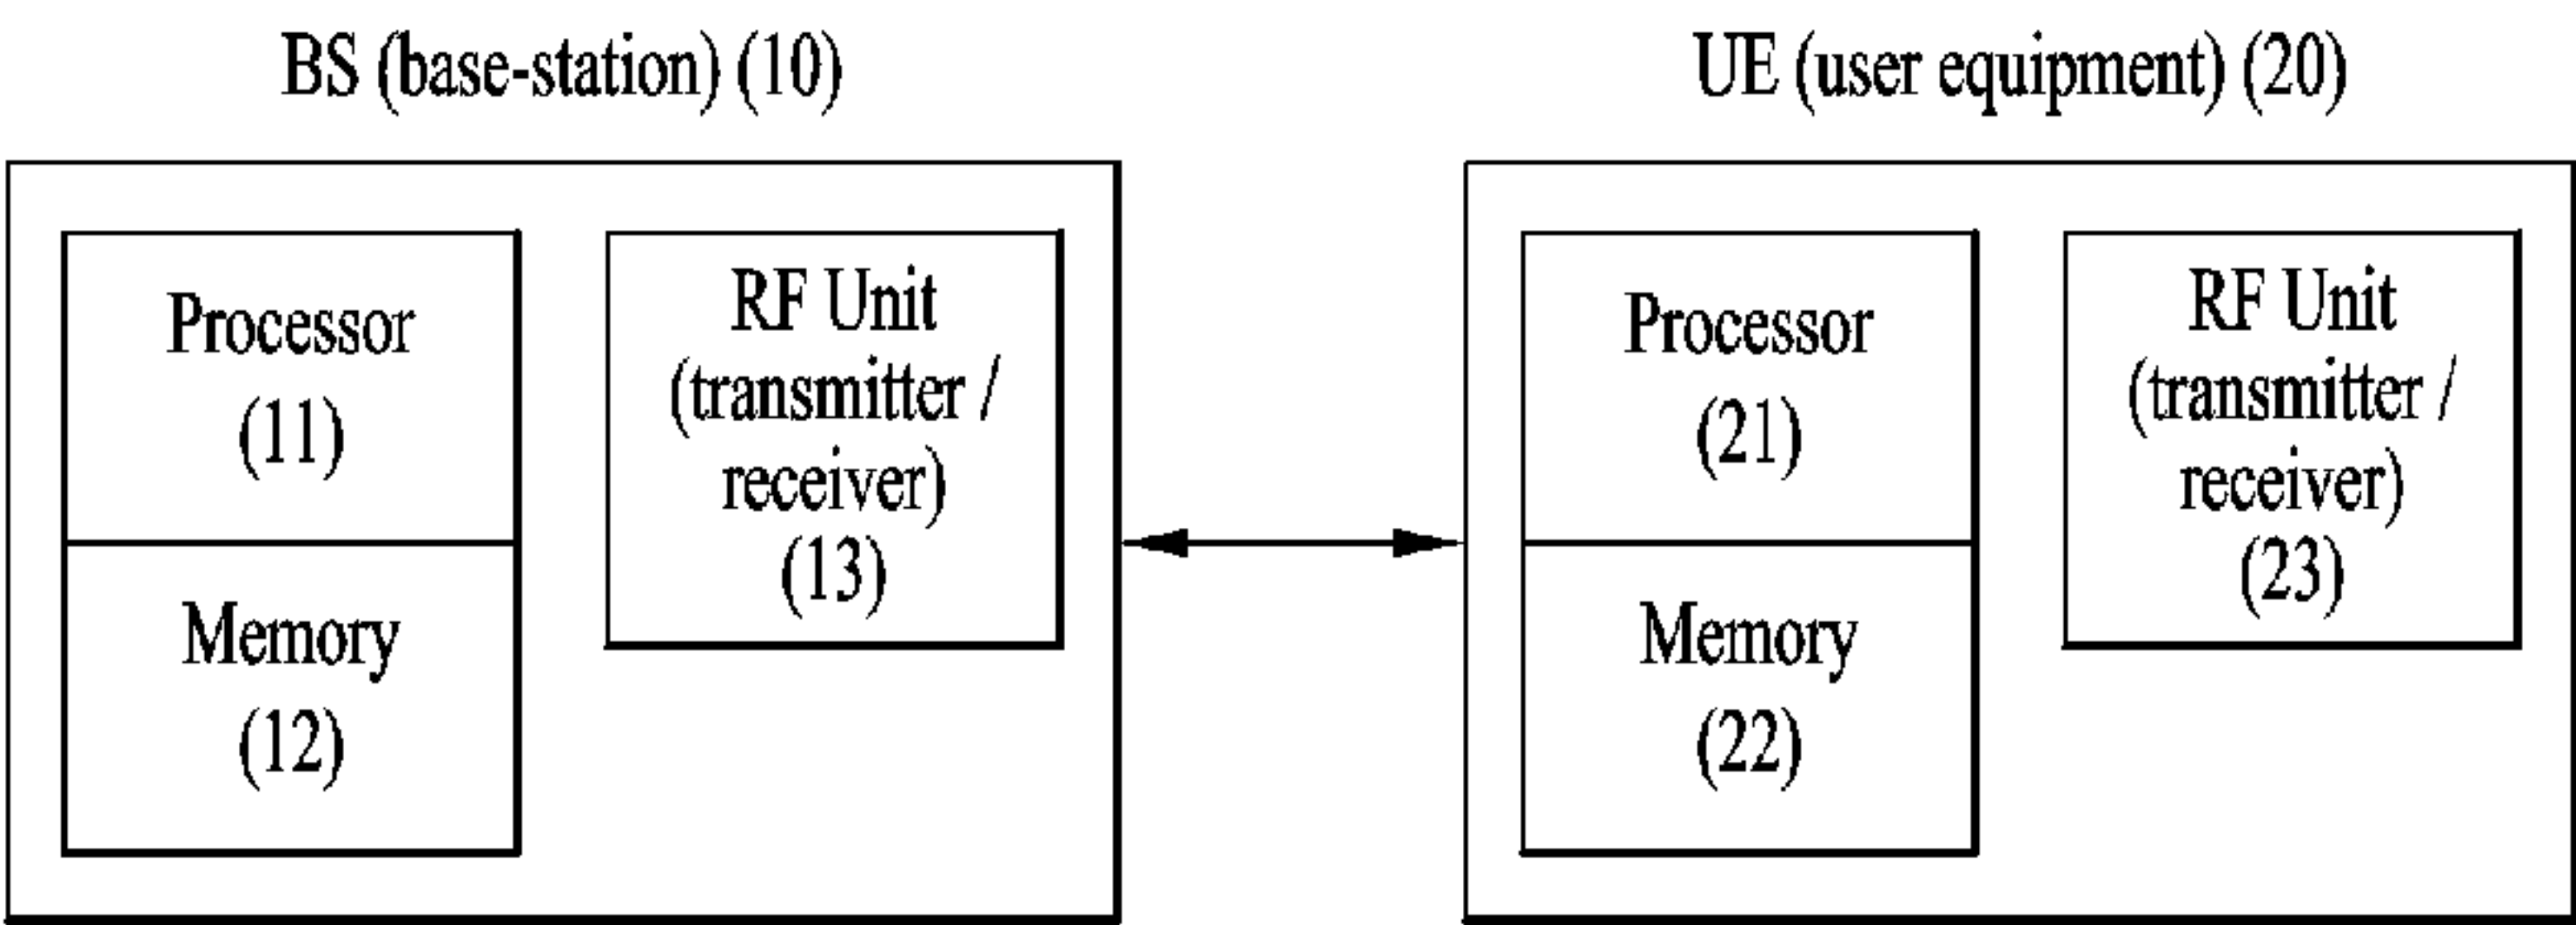 BS (base-station) (10)
Processor
(11)
Memory
(12)
RF Unit
(transmitter /
receiver)
(13)
UE (user equipment) (20)
Processor
(21)
Memory
(22)
RF Unit
(transmitter /
receiver)
(23)